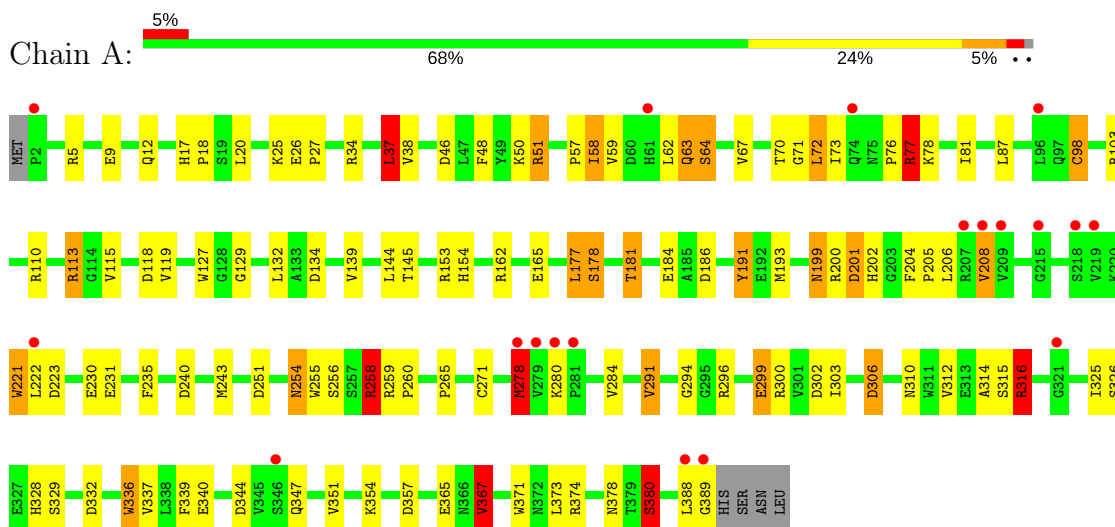 5%
Chain A:
68% 24% 5% • •
MET P2 R5 E9 Q12 H17 P18 S19 L20 K25 E26 P27 R34 L37 V38 D46 L47 F48 Y49 K50 R51 P57 I58 V59 D60 H61 L62 Q63 S64 V67 T70 G71 L72 I73 Q74 N75 P76 R77 K78 I81 L87 L96 Q97 C98
R110 R113 G114 V115 D118 V119 W127 G128 G129 L132 A133 D134 V139 L144 T145 R153 H154 R162 E165 L177 S178 T181 E184 A185 D186 Y191 E192 M193 N199 R200 D201 H202 G203 F204 P205 L206 R207 V208 V209 G215 S218 V219
W221 L222 D223 E230 E231 F235 D240 M243 D251 N254 W255 S256 S257 R258 R259 P260 P265 C271 M278 V279 K280 P281 V284 V291 G294 G295 R296 E299 R300 V301 D302 I303 D306 N310 W311 V312 E313 A314 S315 R316 G321 I325
E327 H328 S329 D332 W336 V337 L338 F339 E340 D344 V345 S346 Q347 V351 K354 D357 E365 N366 V367 W371 N372 L373 R374 N378 T379 S380 L388 G389 HIS SER ASN LEU